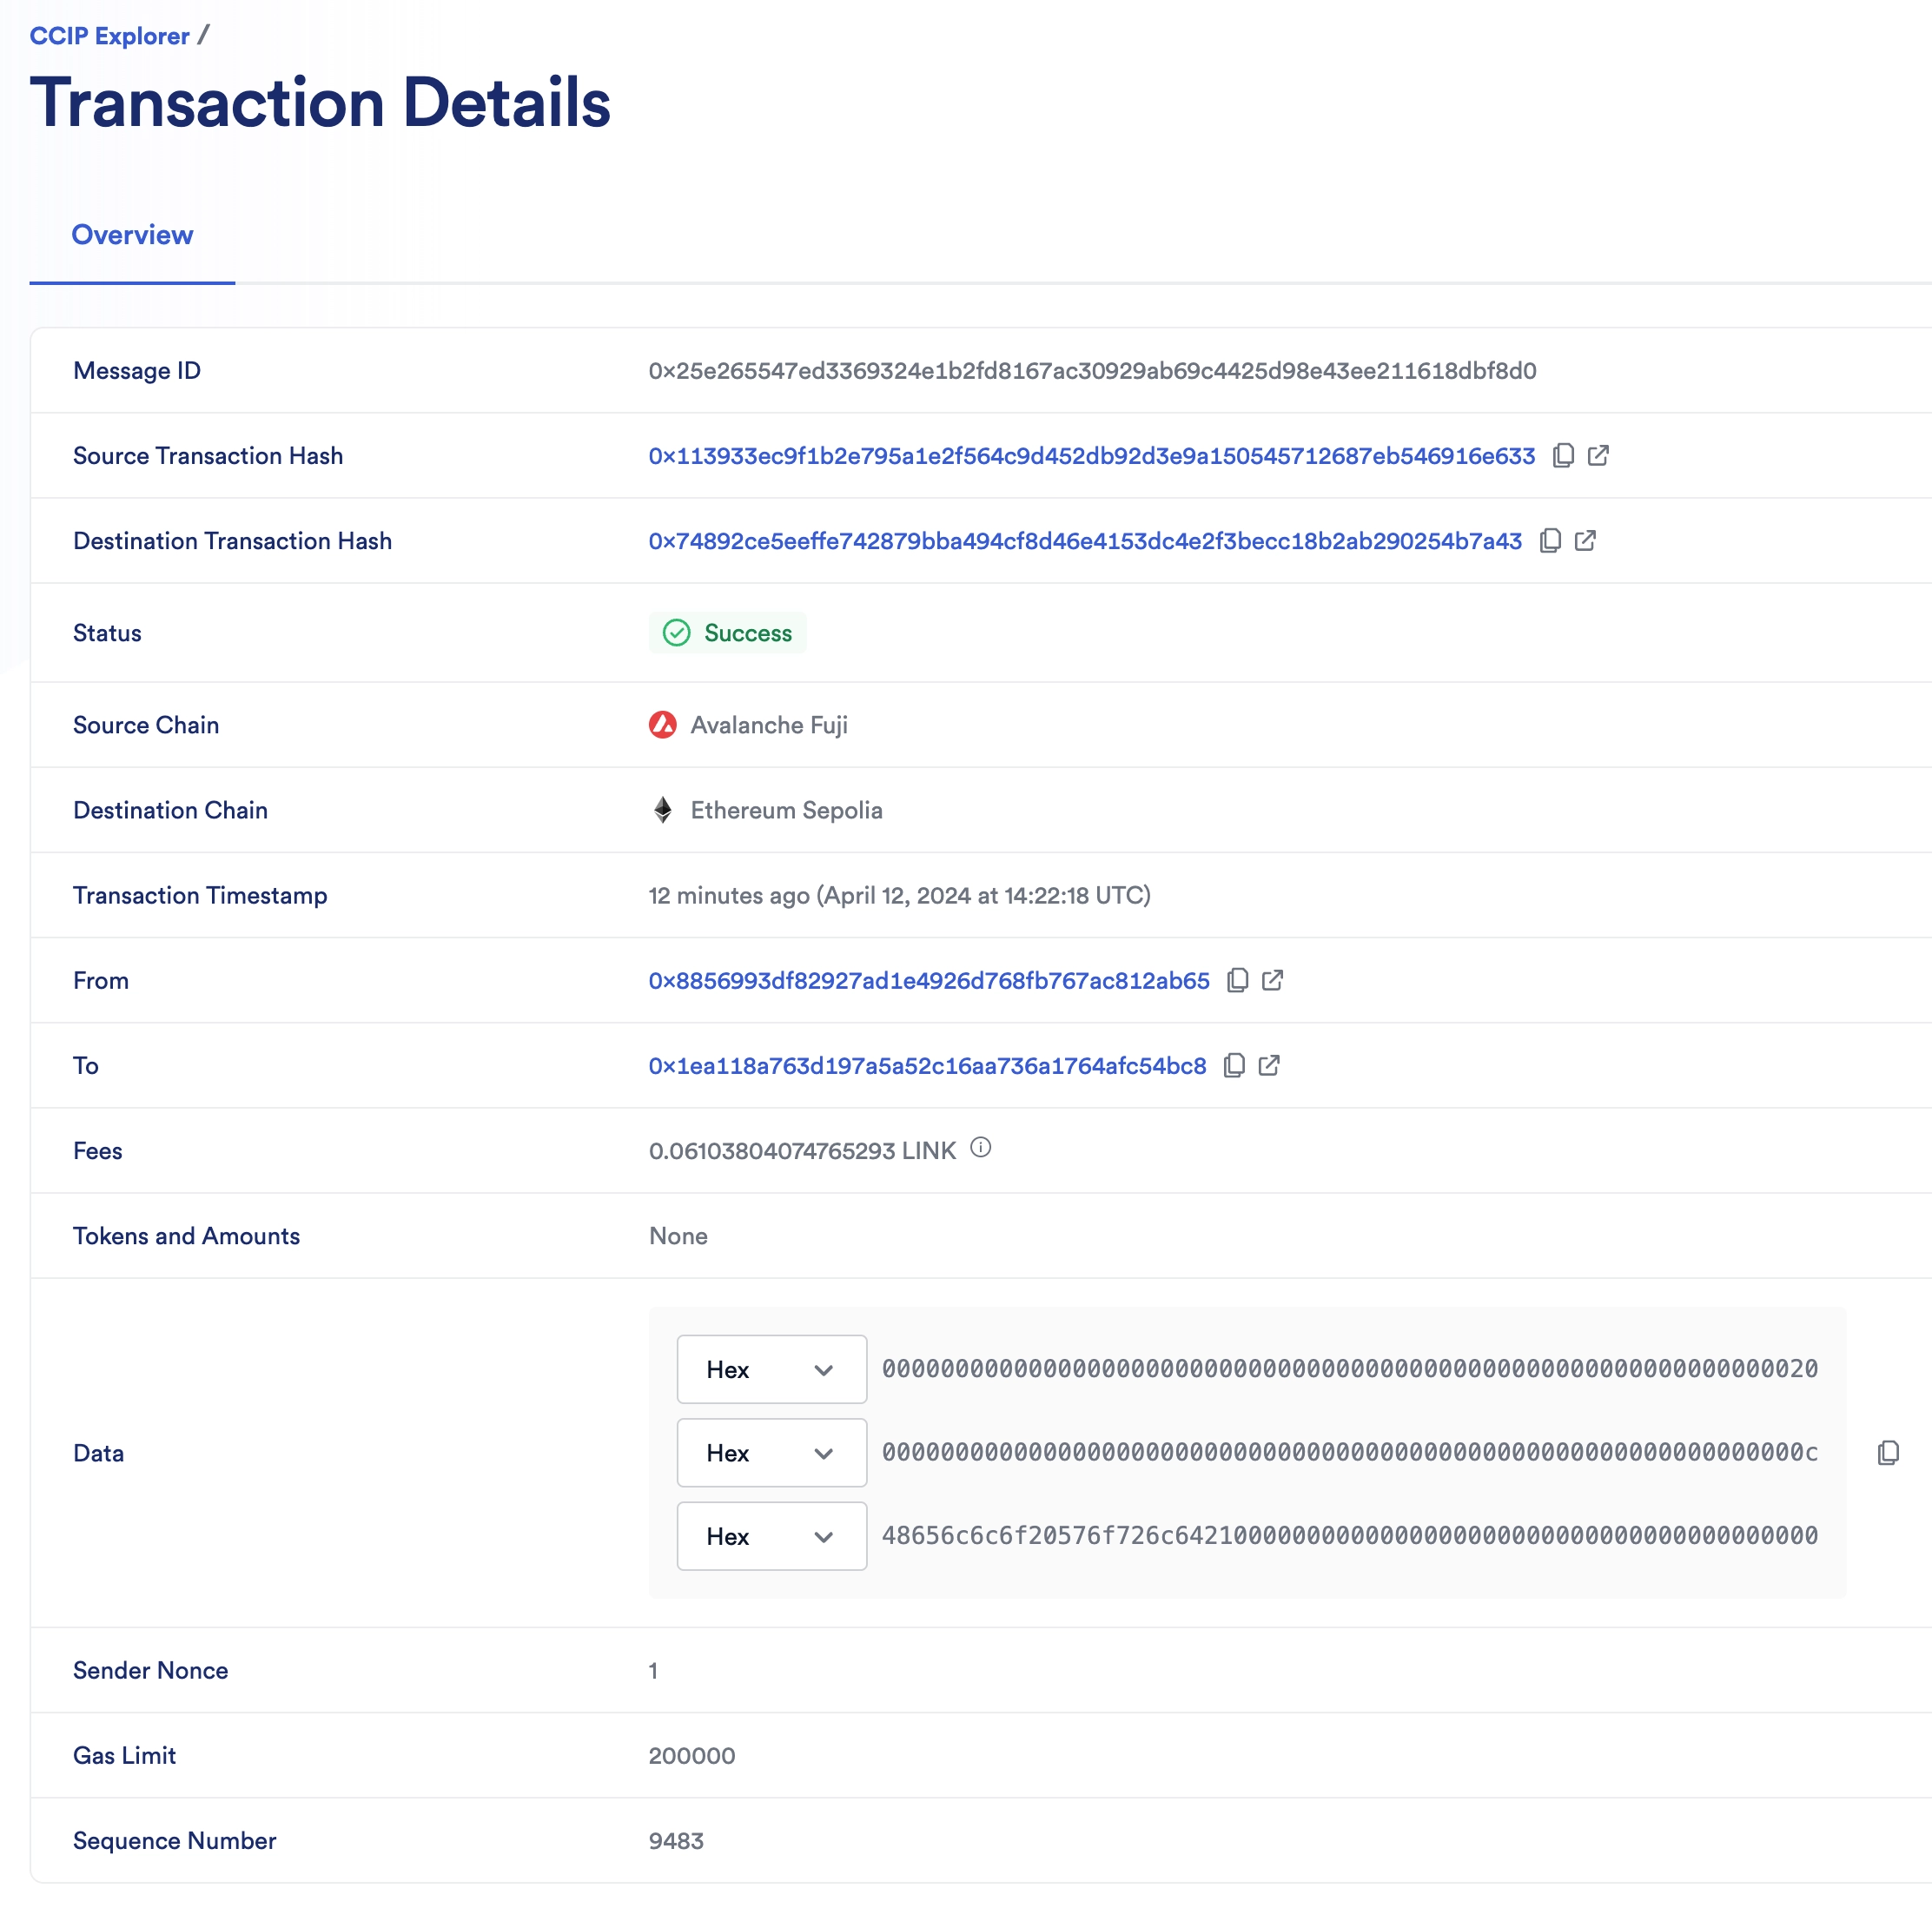 CCIP Explorer /
Transaction Details
Overview
Message ID 0x25e265547ed3369324e1b2fd8167ac30929ab69c4425d98e43ee211618dbf8d0
Source Transaction Hash 0x113933ec9f1b2e795a1e2f564c9d452db92d3e9a150545712687eb546916e633
Destination Transaction Hash 0x74892ce5eeffe742879bba494cf8d46e4153dc4e2f3becc18b2ab290254b7a43
Status Success
Source Chain Avalanche Fuji
Destination Chain Ethereum Sepolia
Transaction Timestamp 12 minutes ago (April 12, 2024 at 14:22:18 UTC)
From 0x8856993df82927ad1e4926d768fb767ac812ab65
To 0x1ea118a763d197a5a52c16aa736a1764afc54bc8
Fees 0.06103804074765293 LINK
Tokens and Amounts None
Data
Hex 0000000000000000000000000000000000000000000000000000000000000020
Hex 000000000000000000000000000000000000000000000000000000000000000c
Hex 48656c6c6f20576f726c64210000000000000000000000000000000000000000
Sender Nonce 1
Gas Limit 200000
Sequence Number 9483